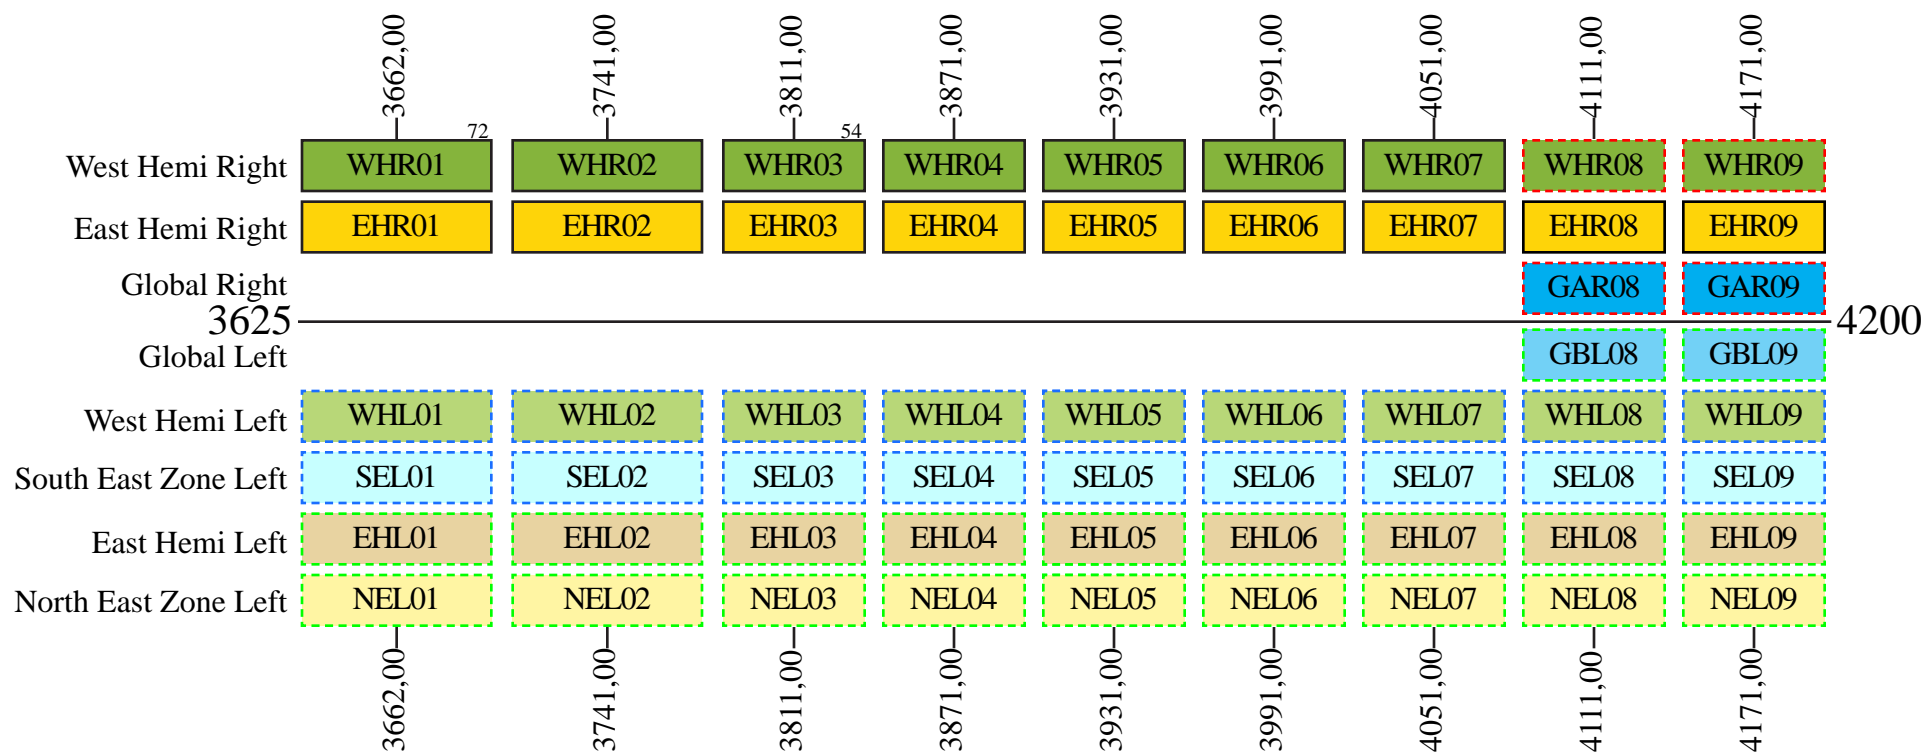 3662,00 3741,00 3811,00 3871,00 3931,00 3991,00 4051,00 4111,00 4171,00
72 54
West Hemi Right WHR01 WHR02 WHR03 WHR04 WHR05 WHR06 WHR07 WHR08 WHR09
East Hemi Right EHR01 EHR02 EHR03 EHR04 EHR05 EHR06 EHR07 EHR08 EHR09
Global Right GAR08 GAR09
3625 4200
Global Left GBL08 GBL09
West Hemi Left WHL01 WHL02 WHL03 WHL04 WHL05 WHL06 WHL07 WHL08 WHL09
South East Zone Left SEL01 SEL02 SEL03 SEL04 SEL05 SEL06 SEL07 SEL08 SEL09
East Hemi Left EHL01 EHL02 EHL03 EHL04 EHL05 EHL06 EHL07 EHL08 EHL09
North East Zone Left NEL01 NEL02 NEL03 NEL04 NEL05 NEL06 NEL07 NEL08 NEL09
3662,00 3741,00 3811,00 3871,00 3931,00 3991,00 4051,00 4111,00 4171,00